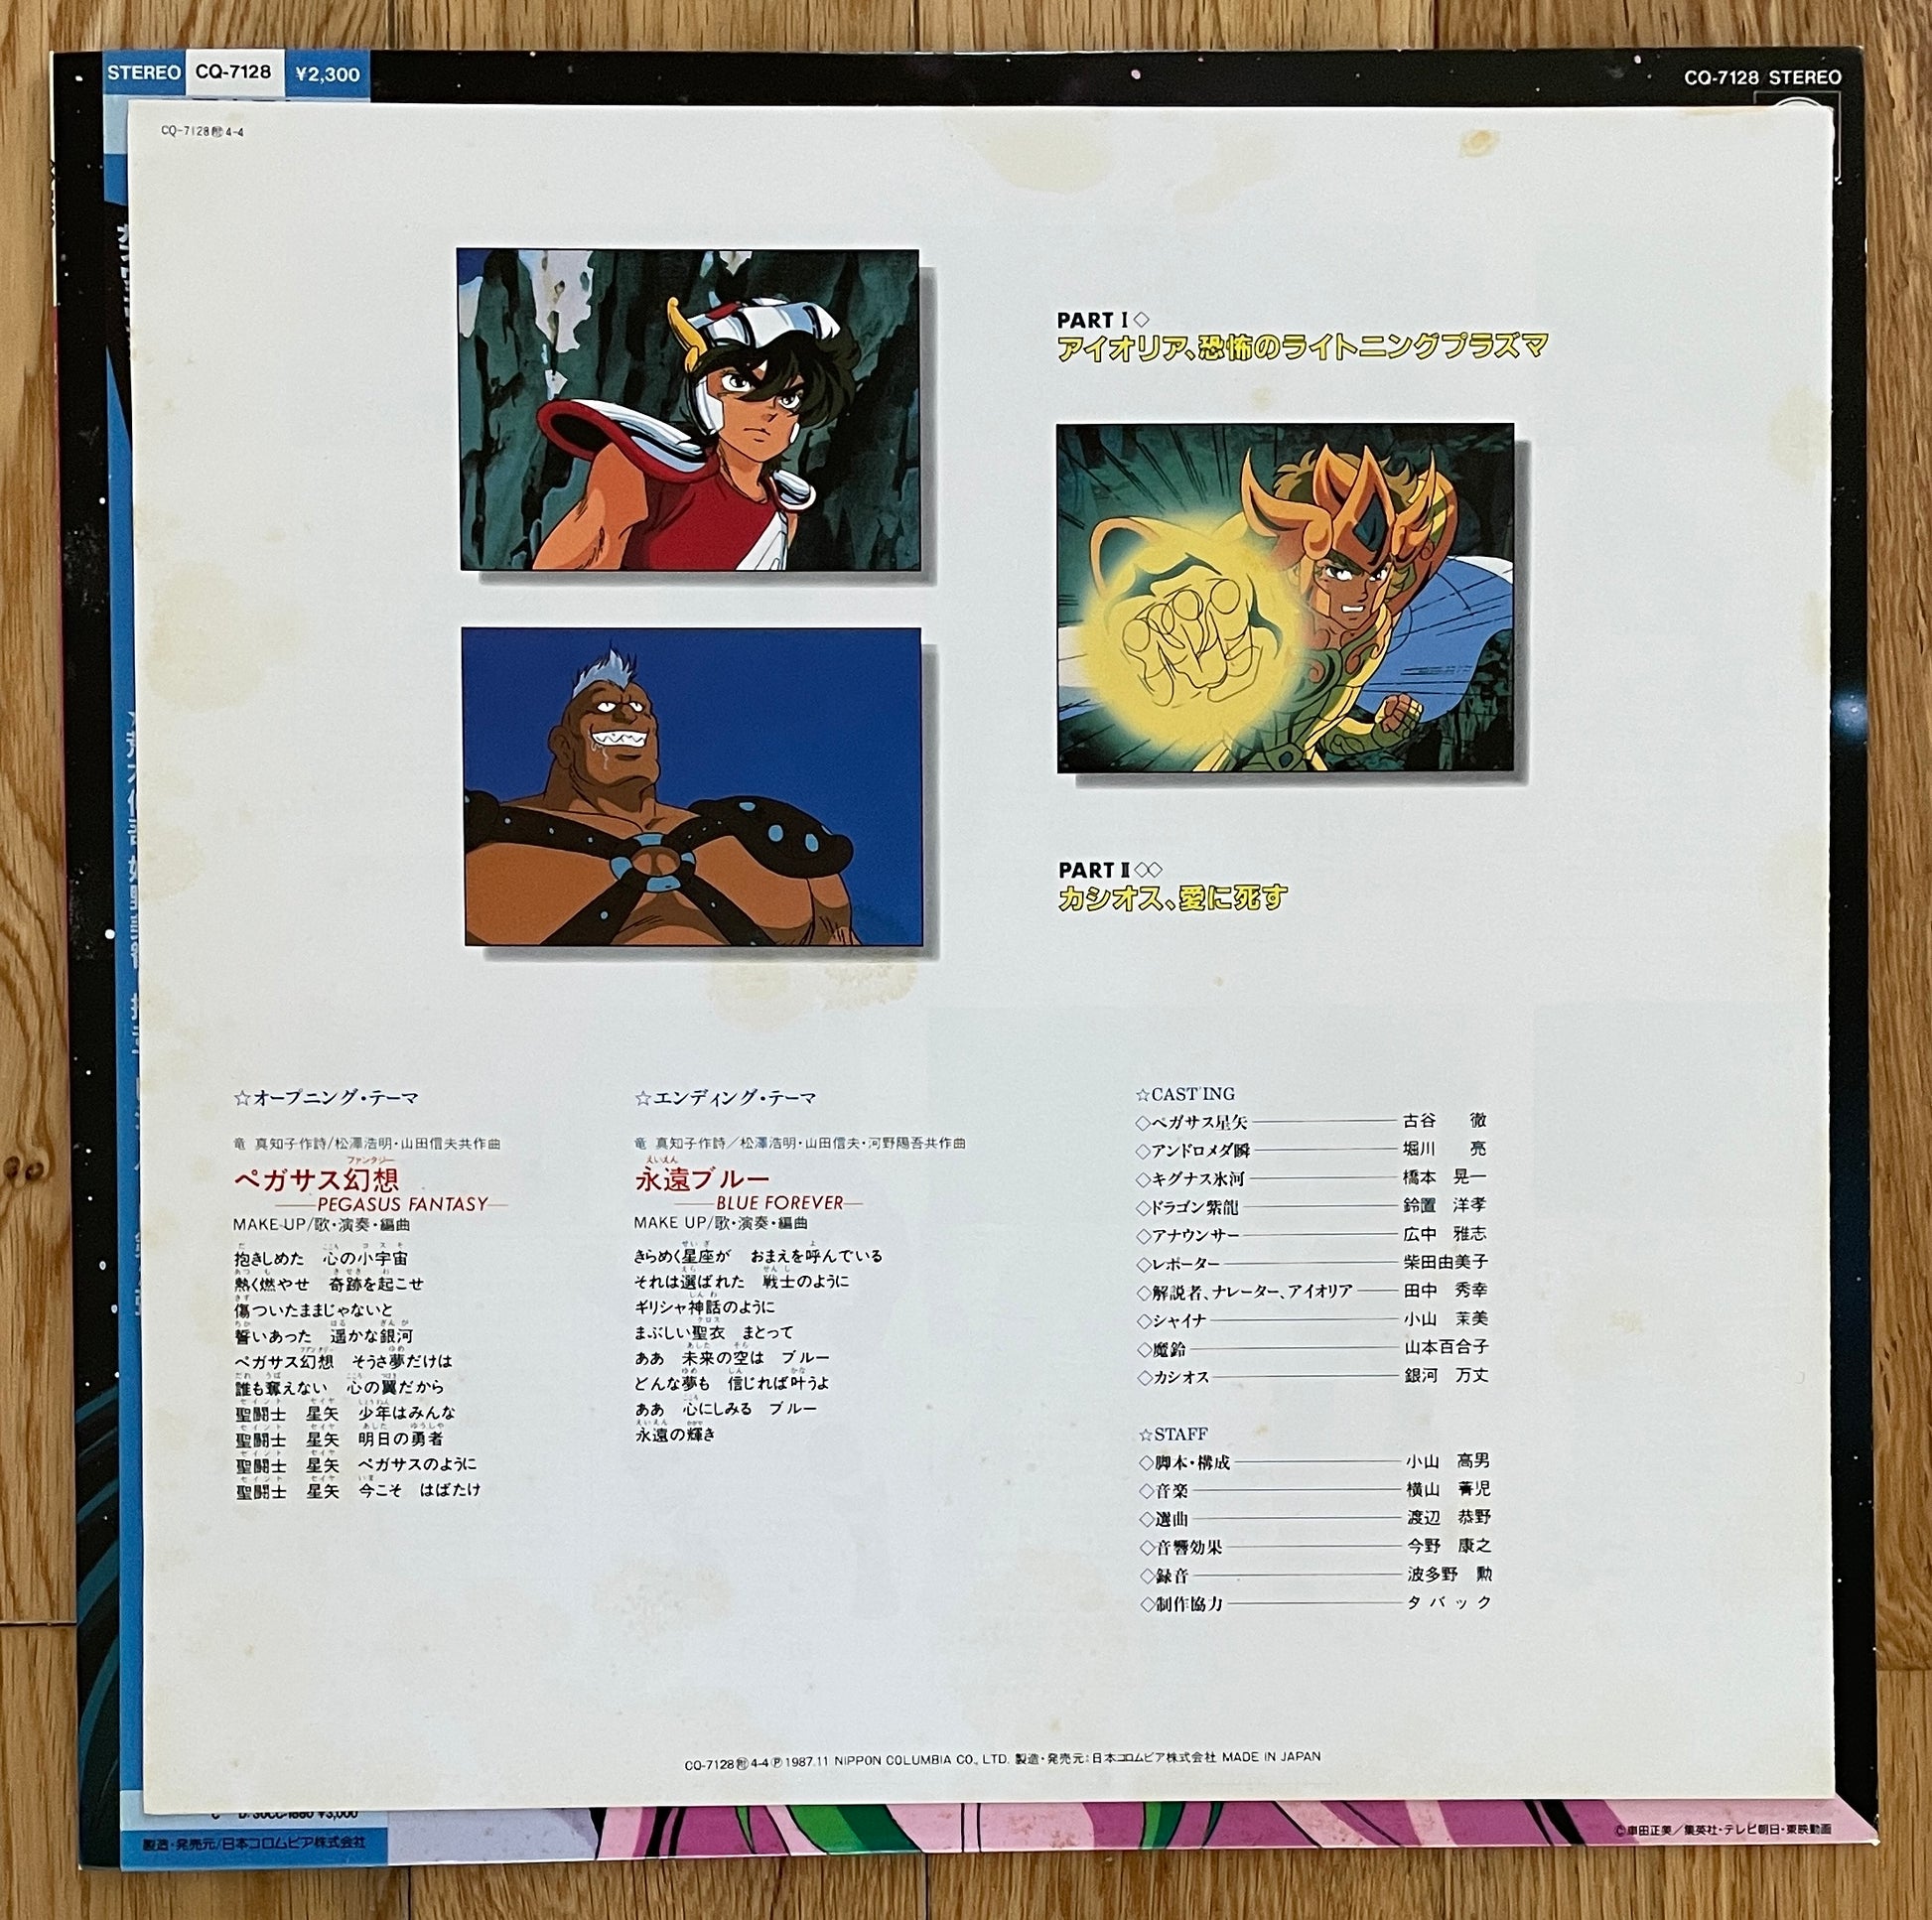 STEREO CQ-7128 ¥2,300
CQ-7128 STEREO
CQ-7128㊕4-4
PART I◇
アイオリア、恐怖のライトニングプラズマ
PART II◇◇
カシオス、愛に死す
☆オープニング・テーマ
竜 真知子作詩/松澤浩明・山田信夫共作曲
ファンタジー
ペガサス幻想
—PEGASUS FANTASY—
MAKE UP/歌・演奏・編曲
抱きしめた 心の小宇宙
熱く燃やせ 奇跡を起こせ
傷ついたままじゃないと
誓いあった 遥かな銀河
ペガサス幻想 そうさ夢だけは
誰も奪えない 心の翼だから
聖闘士 星矢 少年はみんな
聖闘士 星矢 明日の勇者
聖闘士 星矢 ペガサスのように
聖闘士 星矢 今こそ はばたけ
☆エンディング・テーマ
竜 真知子作詩／松澤浩明・山田信夫・河野陽吾共作曲
えいえん
永遠ブルー
—BLUE FOREVER—
MAKE UP/歌・演奏・編曲
きらめく星座が おまえを呼んでいる
それは選ばれた 戦士のように
ギリシャ神話のように
まぶしい聖衣 まとって
ああ 未来の空は ブルー
どんな夢も 信じれば叶うよ
ああ 心にしみる ブルー
永遠の輝き
☆CASTING
◇ペガサス星矢——古谷 徹
◇アンドロメダ瞬——堀川 亮
◇キグナス氷河——橋本 晃一
◇ドラゴン紫龍——鈴置 洋孝
◇アナウンサー——広中 雅志
◇レポーター——柴田由美子
◇解説者、ナレーター、アイオリア——田中 秀幸
◇シャイナ——小山 茉美
◇魔鈴——山本百合子
◇カシオス——銀河 万丈
☆STAFF
◇脚本・構成——小山 高男
◇音楽——横山 菁児
◇選曲——渡辺 恭野
◇音響効果——今野 康之
◇録音——波多野 勲
◇制作協力——タバック
CQ-7128 4-4Ⓟ1987.11 NIPPON COLUMBIA CO., LTD. 製造・発売元：日本コロムビア株式会社 MADE IN JAPAN
製造・発売元/日本コロムビア株式会社
©車田正美／集英社・テレビ朝日・東映動画